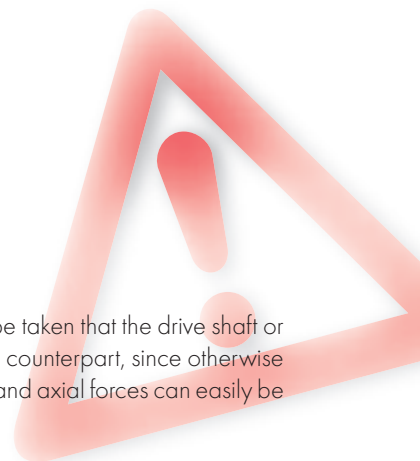 be taken that the drive shaft or
counterpart, since otherwise
and axial forces can easily be